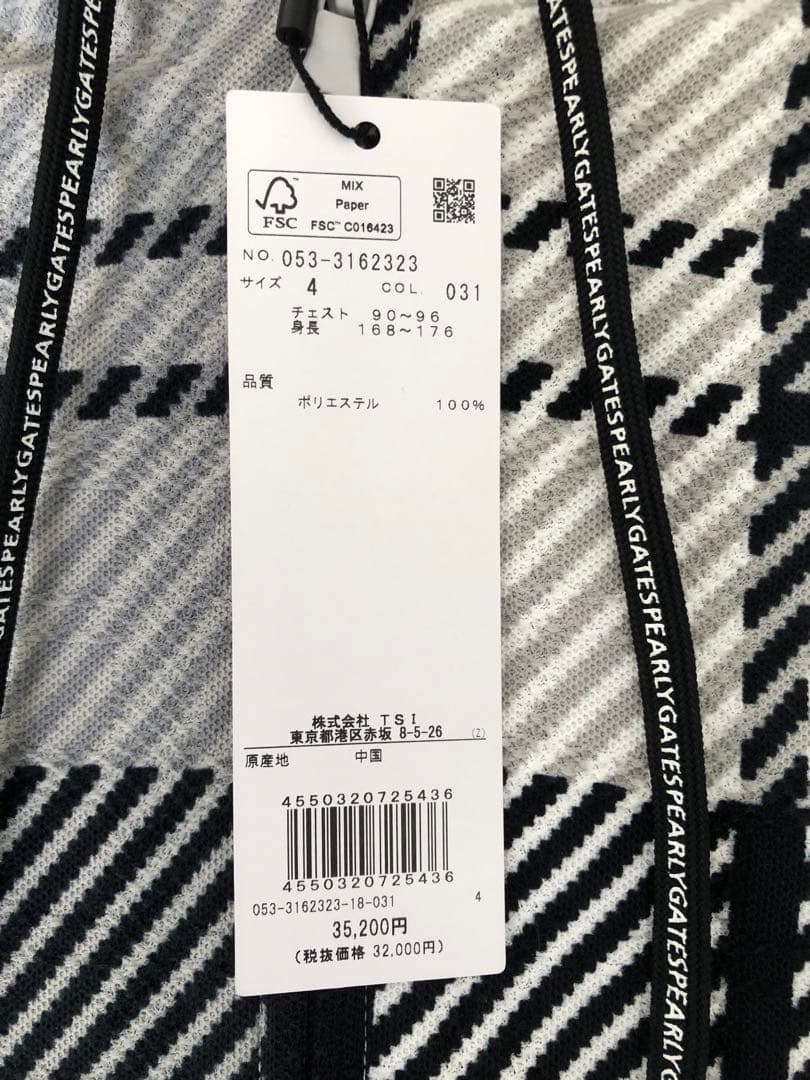 MIX
Paper
FSC™ C016423
FSC
NO. 053-3162323
サイズ 4 COL. 031
チェスト 90~96
身長 168~176
品質
ポリエステル 100%
株式会社 TSI
東京都港区赤坂 8-5-26 (Z)
原産地 中国
4550320725436
4550320725436
053-3162323-18-031 4
35,200円
(税抜価格 32,000円)
GATESPEARLYGATESPEARLYGATESPEARLYGATESPEARLYGATESPE
GATESPEARLYGATESPEARLYGATESPEARLYGATESPEARLYGATESPEARLYGATESPEARLYG